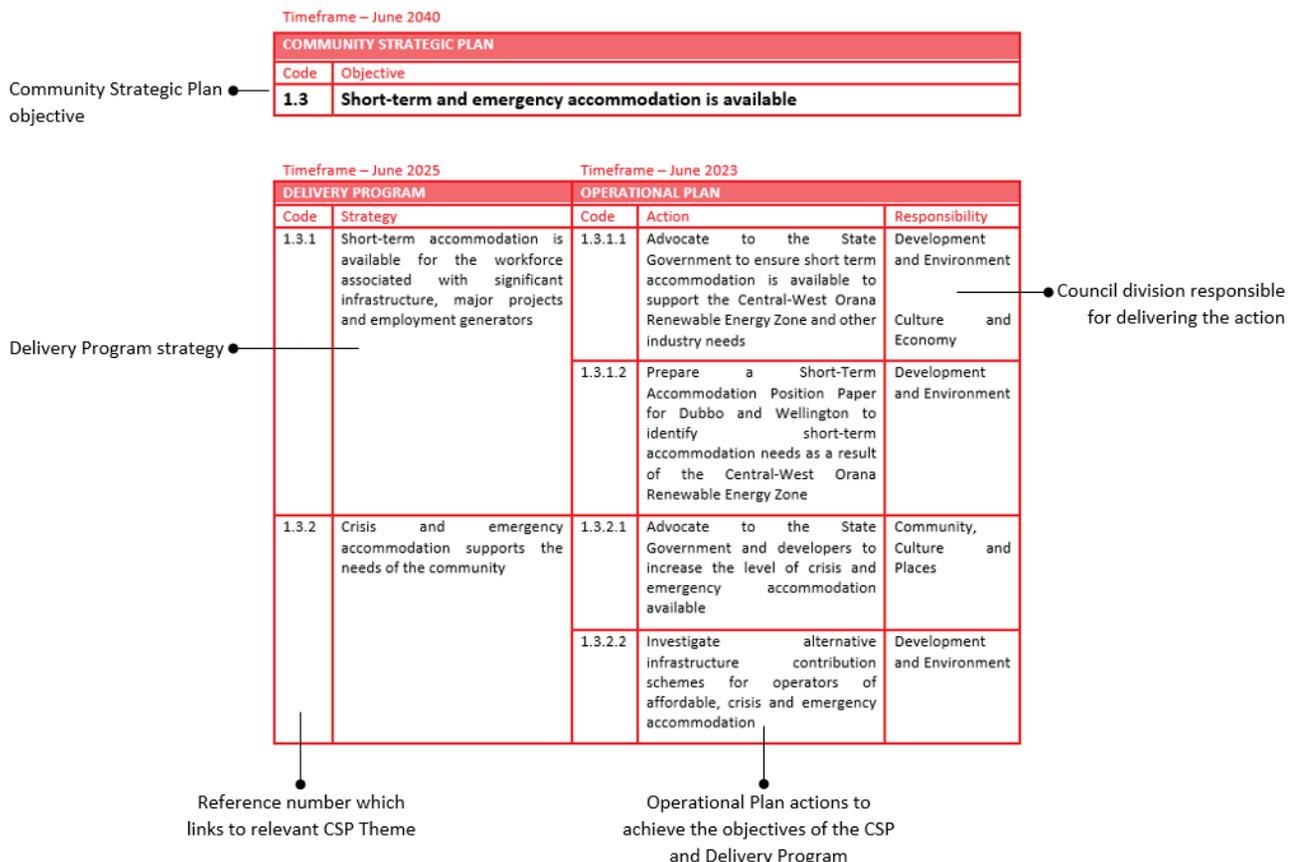 Timeframe – June 2040
COMMUNITY STRATEGIC PLAN
Code Objective
1.3 Short-term and emergency accommodation is available
Community Strategic Plan
objective
Timeframe – June 2025
Timeframe – June 2023
DELIVERY PROGRAM
OPERATIONAL PLAN
Code Strategy
Code Action Responsibility
1.3.1
Short-term accommodation is
available for the workforce
associated with significant
infrastructure, major projects
and employment generators
1.3.1.1
Advocate to the State
Government to ensure short term
accommodation is available to
support the Central-West Orana
Renewable Energy Zone and other
industry needs
Development
and Environment
Culture and
Economy
1.3.1.2
Prepare a Short-Term
Accommodation Position Paper
for Dubbo and Wellington to
identify short-term
accommodation needs as a result
of the Central-West Orana
Renewable Energy Zone
Development
and Environment
1.3.2
Crisis and emergency
accommodation supports the
needs of the community
1.3.2.1
Advocate to the State
Government and developers to
increase the level of crisis and
emergency accommodation
available
Community,
Culture and
Places
1.3.2.2
Investigate alternative
infrastructure contribution
schemes for operators of
affordable, crisis and emergency
accommodation
Development
and Environment
Delivery Program strategy
Council division responsible
for delivering the action
Reference number which
links to relevant CSP Theme
Operational Plan actions to
achieve the objectives of the CSP
and Delivery Program